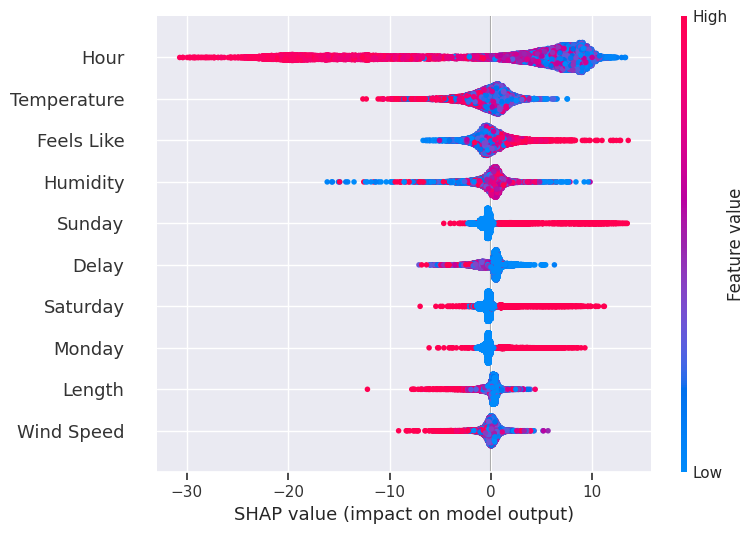 High
Hour
Temperature
Feels Like
Humidity
Sunday
Delay
Saturday
Monday
Length
Wind Speed
Feature value
Low
−30 −20 −10 0 10
SHAP value (impact on model output)